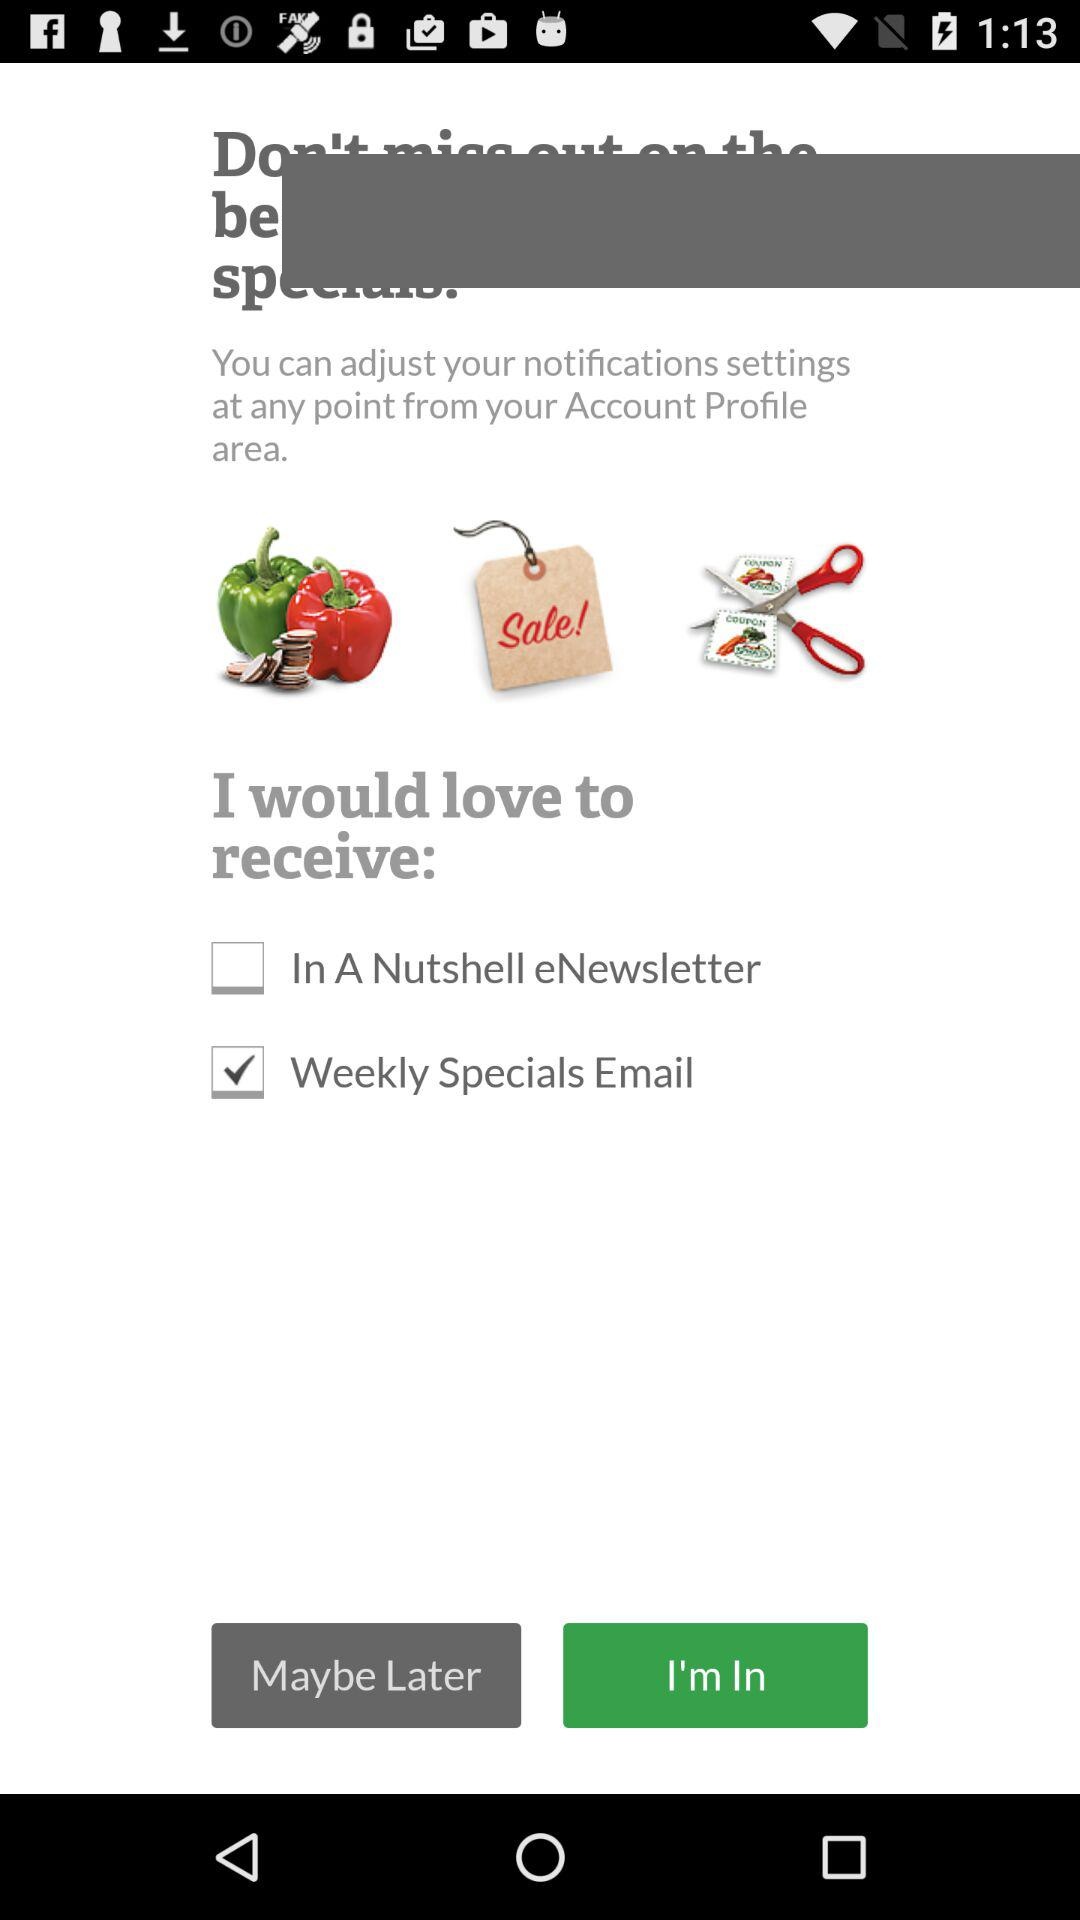 1:13
Don't miss out on the
specials!
You can adjust your notifications settings
at any point from your Account Profile
area.
Sale!
COUPON
COUPON
I would love to
receive:
In A Nutshell eNewsletter
Weekly Specials Email
Maybe Later
I'm In